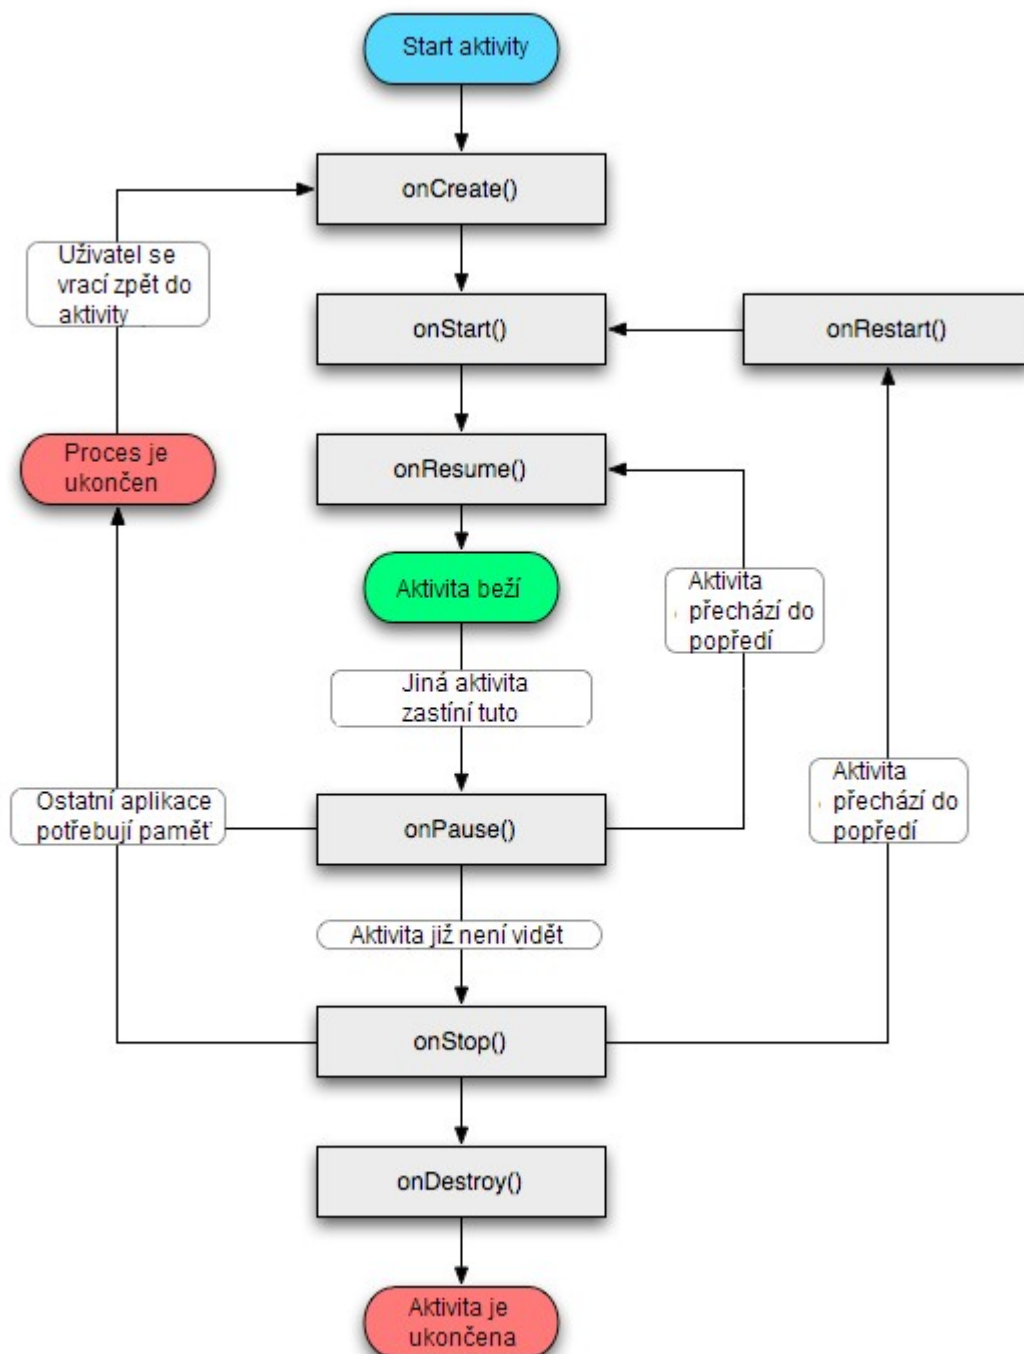 Start aktivity
onCreate()
Uživatel se
vrací zpět do
aktivity
onStart()
onRestart()
onResume()
Proces je
ukončen
Aktivita beží
Aktivita
přechází do
popředí
Jiná aktivita
zastíní tuto
Aktivita
přechází do
popředí
Ostatní aplikace
potřebují paměť
onPause()
Aktivita již není vidět
onStop()
onDestroy()
Aktivita je
ukončena